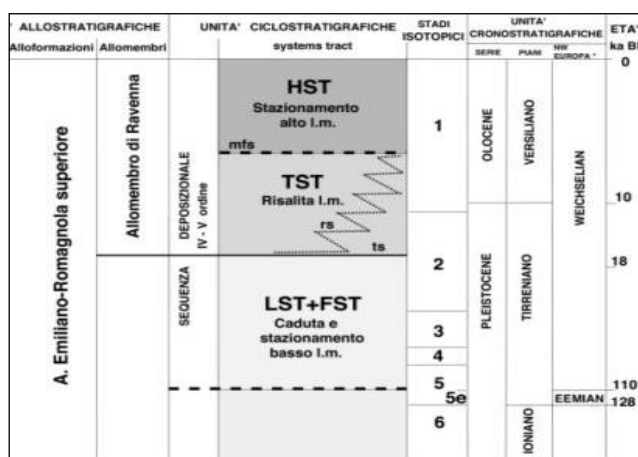 ' ALLOSTRATIGRAFICHE
UNITA' CICLOSTRATIGRAFICHE
STADI
ISOTOPICI
UNITA'
CRONOSTRATIGRAFICHE
ETA'
ka BP
Alloformazioni
Allomembri
systems tract
SERIE
PIANI
NW
EUROPA *
0
A. Emiliano-Romagnola superiore
Allomembro di Ravenna
SEQUENZA DEPOSIZIONALE
IV - V ordine
HST
Stazionamento
alto l.m.
mfs
TST
Risalita l.m.
rs
ts
LST+FST
Caduta e
stazionamento
basso l.m.
1
2
3
4
5
5e
6
OLOCENE
PLEISTOCENE
VERSILIANO
TIRRENIANO
IONIANO
WEICHSELIAN
EEMIAN
10
18
110
128